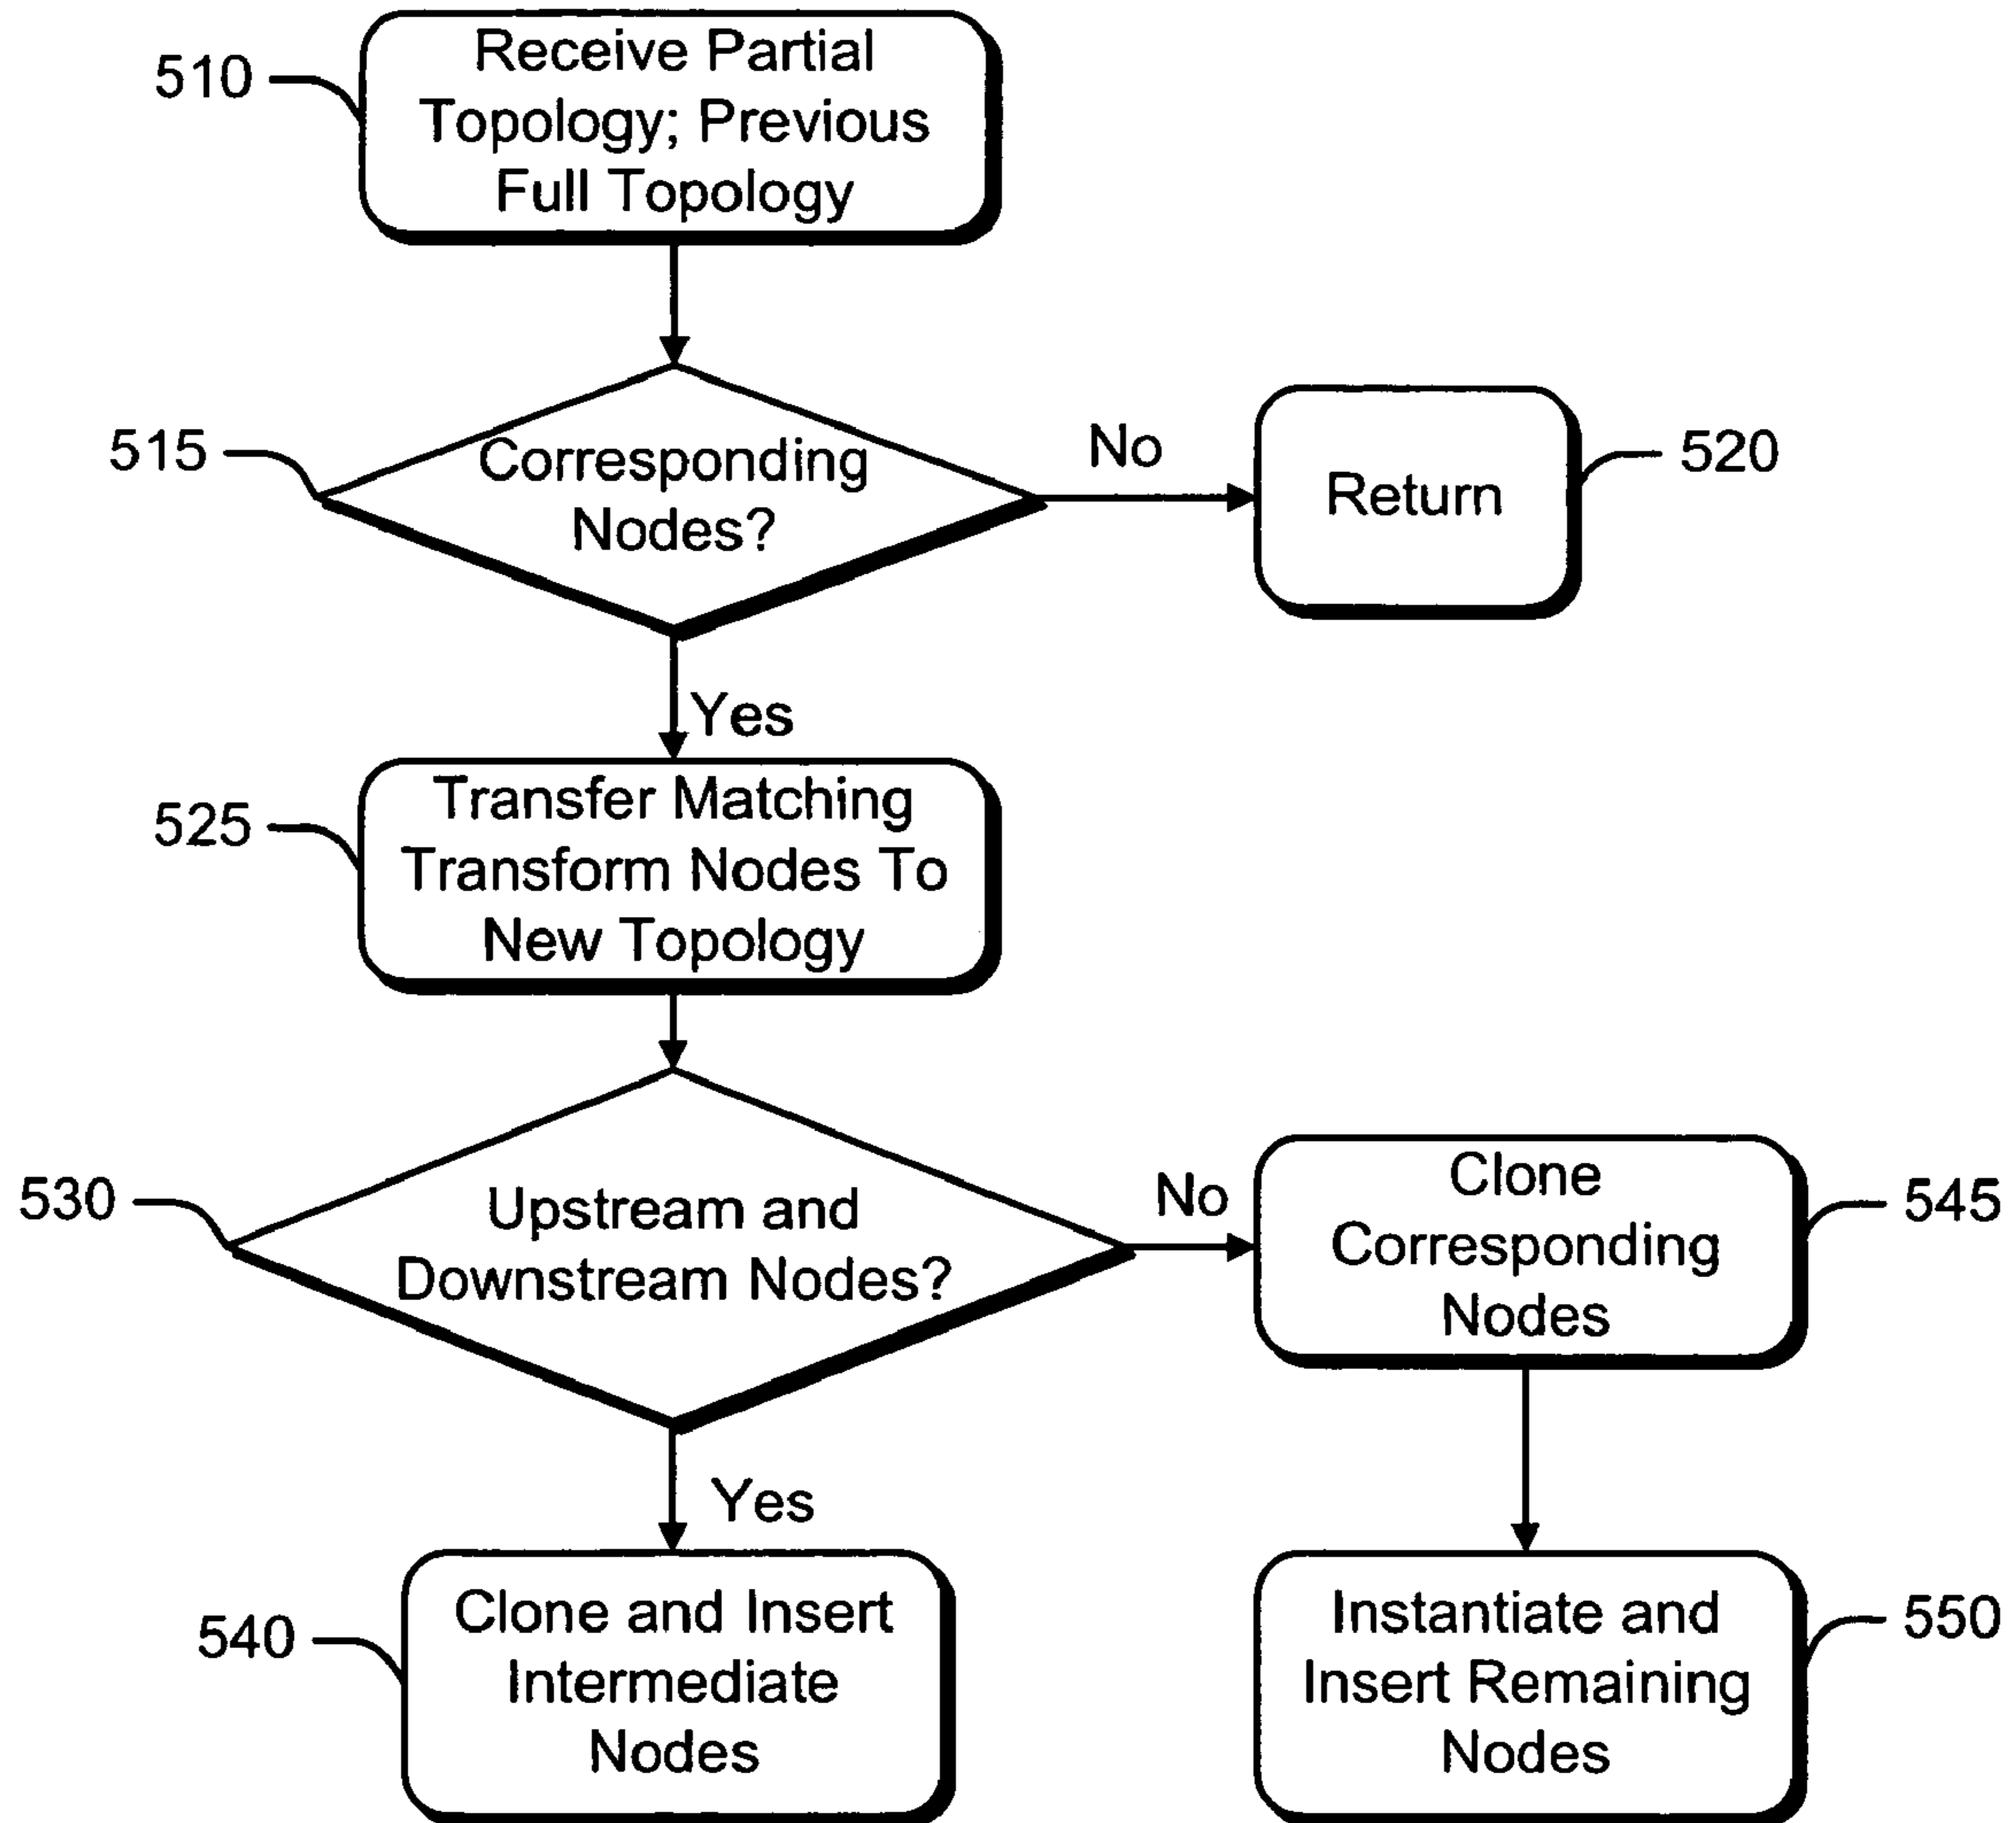 510
Receive Partial
Topology; Previous
Full Topology
515
Corresponding
Nodes?
No
Return
520
Yes
525
Transfer Matching
Transform Nodes To
New Topology
530
Upstream and
Downstream Nodes?
No
Clone
Corresponding
Nodes
545
Yes
540
Clone and Insert
Intermediate
Nodes
Instantiate and
Insert Remaining
Nodes
550